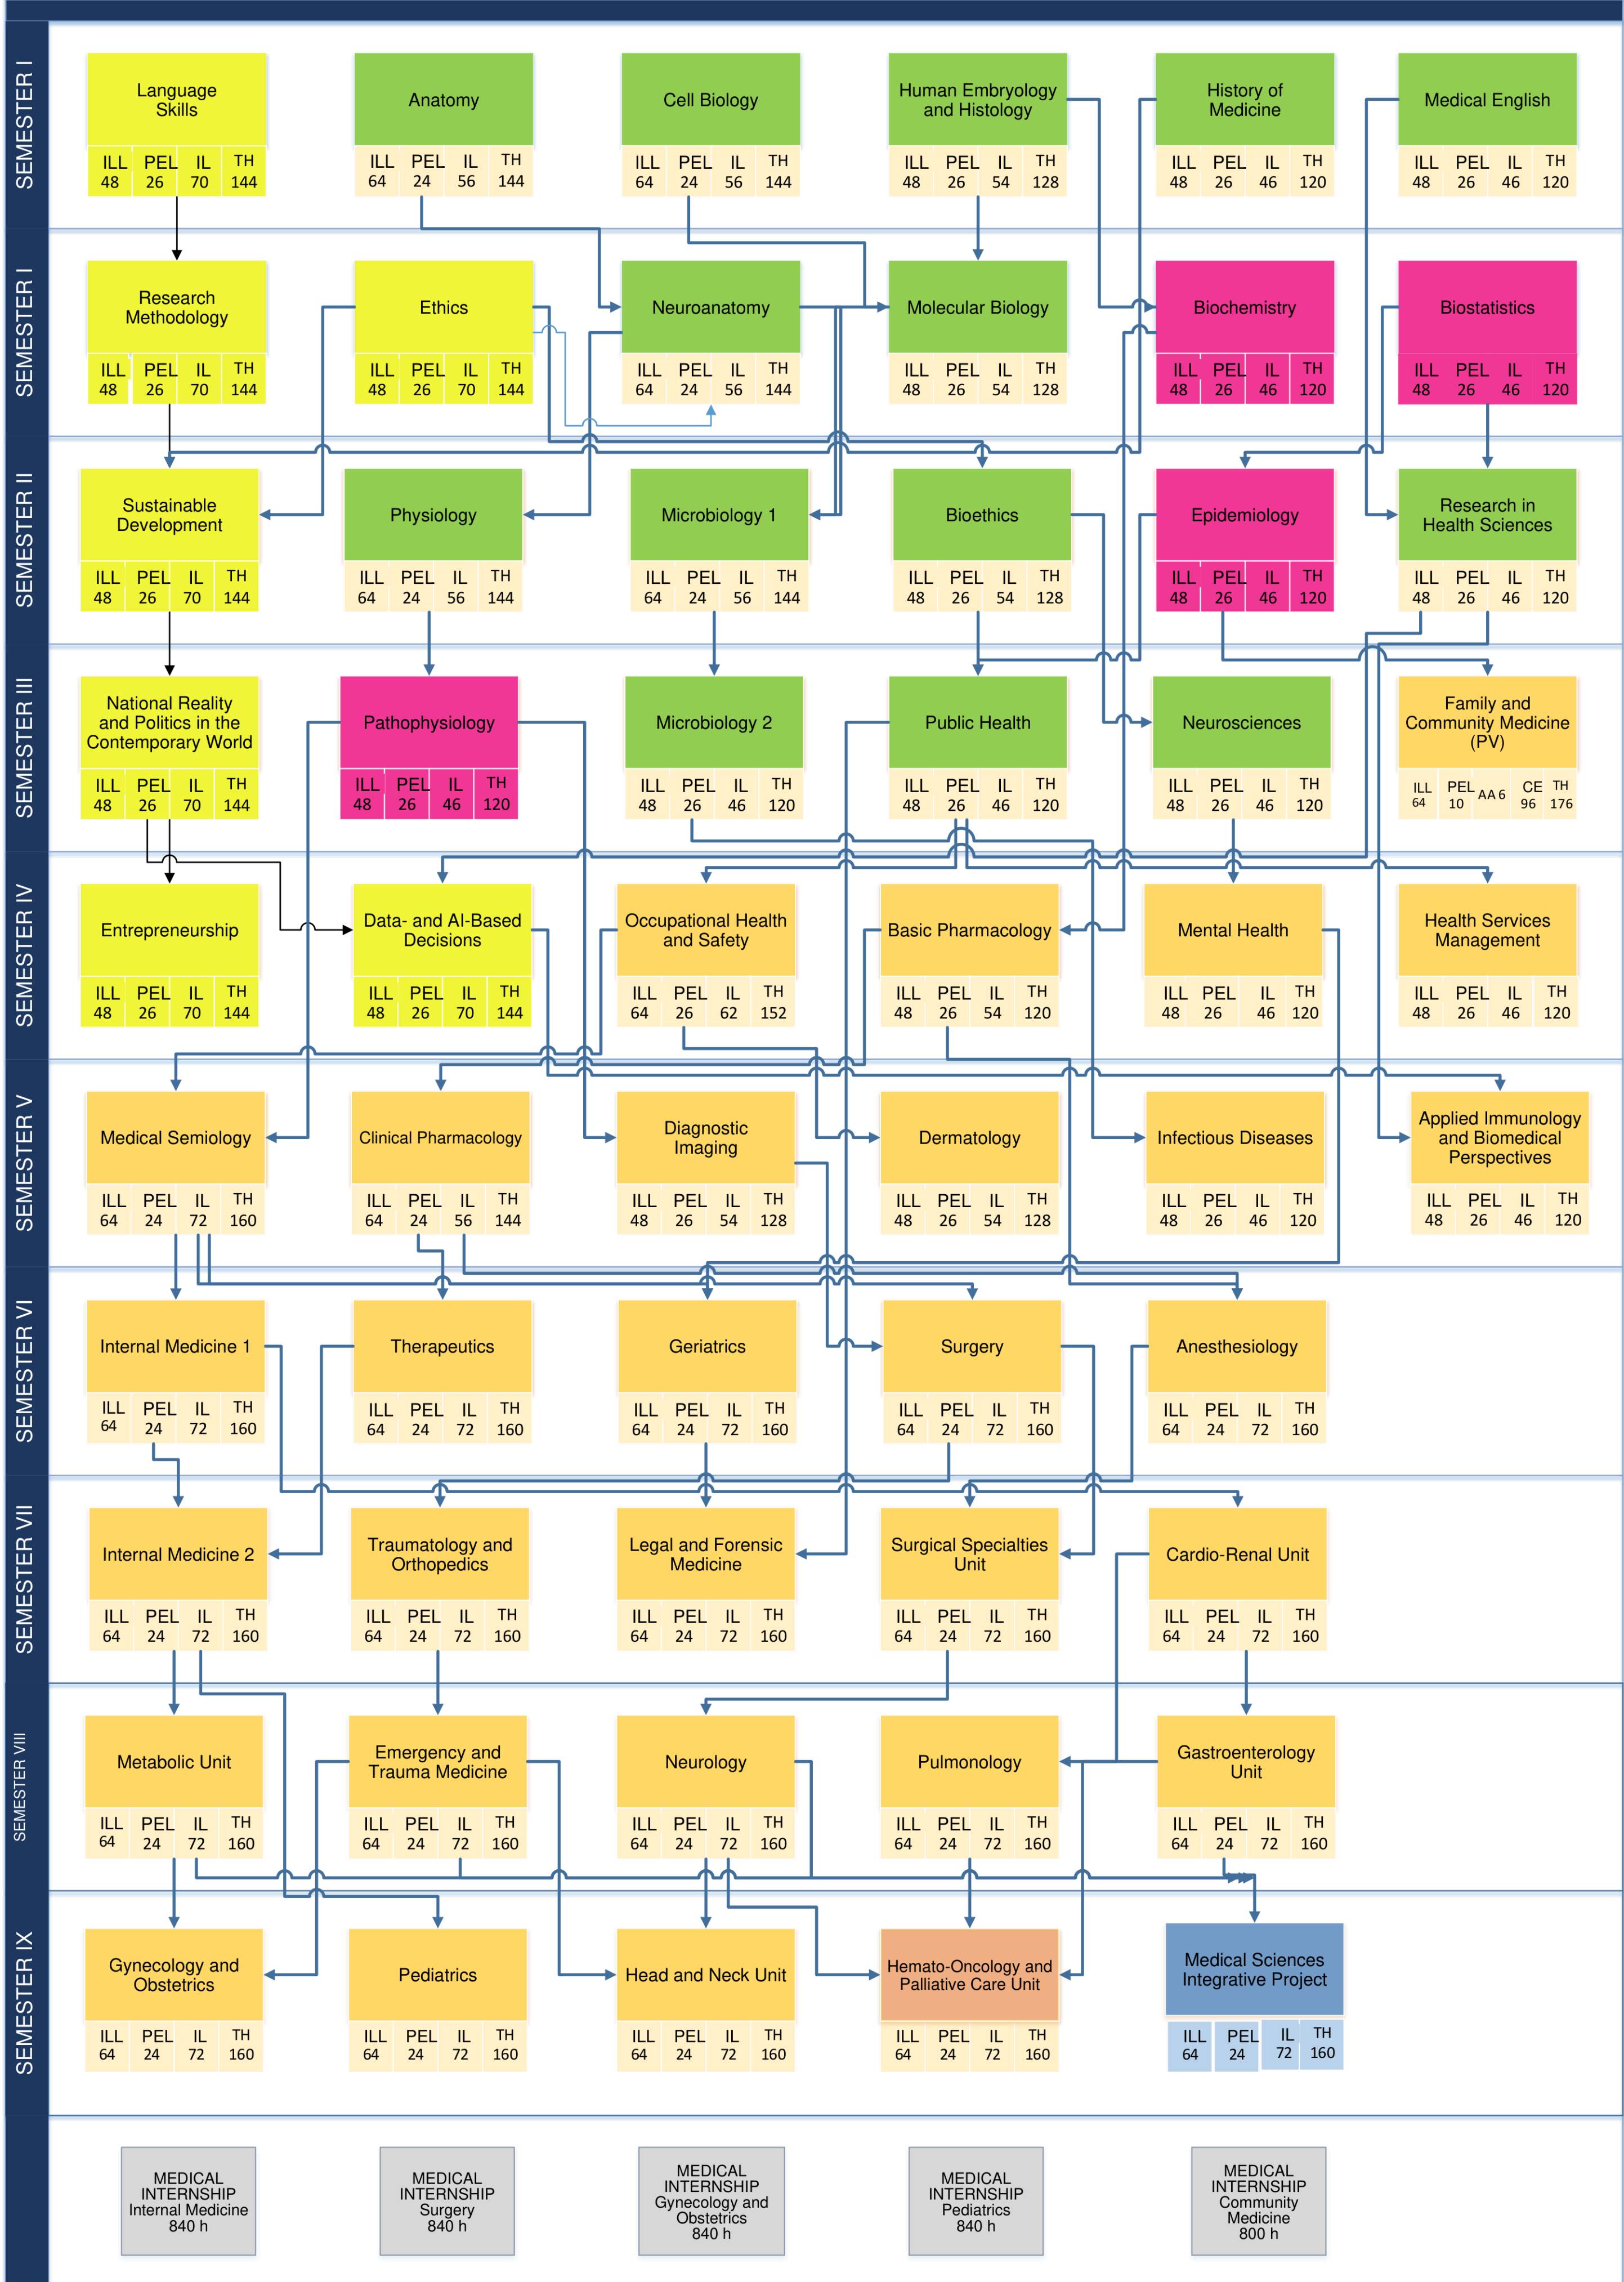 SEMESTER I
Language
Skills
Anatomy
Cell Biology
Human Embryology
and Histology
History of
Medicine
Medical English
ILL PEL IL TH
48 26 70 144
ILL PEL IL TH
64 24 56 144
ILL PEL IL TH
64 24 56 144
ILL PEL IL TH
48 26 54 128
ILL PEL IL TH
48 26 46 120
ILL PEL IL TH
48 26 46 120
SEMESTER I
Research
Methodology
Ethics
Neuroanatomy
Molecular Biology
Biochemistry
Biostatistics
ILL PEL IL TH
48 26 70 144
ILL PEL IL TH
48 26 70 144
ILL PEL IL TH
64 24 56 144
ILL PEL IL TH
48 26 54 128
ILL PEL IL TH
48 26 46 120
ILL PEL IL TH
48 26 46 120
SEMESTER II
Sustainable
Development
Physiology
Microbiology 1
Bioethics
Epidemiology
Research in
Health Sciences
ILL PEL IL TH
48 26 70 144
ILL PEL IL TH
64 24 56 144
ILL PEL IL TH
64 24 56 144
ILL PEL IL TH
48 26 54 128
ILL PEL IL TH
48 26 46 120
ILL PEL IL TH
48 26 46 120
SEMESTER III
National Reality
and Politics in the
Contemporary World
Pathophysiology
Microbiology 2
Public Health
Neurosciences
Family and
Community Medicine
(PV)
ILL PEL IL TH
48 26 70 144
ILL PEL IL TH
48 26 46 120
ILL PEL IL TH
48 26 46 120
ILL PEL IL TH
48 26 46 120
ILL PEL IL TH
48 26 46 120
ILL PEL AA 6 CE TH
64 10 96 176
SEMESTER IV
Entrepreneurship
Data- and AI-Based
Decisions
Occupational Health
and Safety
Basic Pharmacology
Mental Health
Health Services
Management
ILL PEL IL TH
48 26 70 144
ILL PEL IL TH
48 26 70 144
ILL PEL IL TH
64 26 62 152
ILL PEL IL TH
48 26 54 120
ILL PEL IL TH
48 26 46 120
ILL PEL IL TH
48 26 46 120
SEMESTER V
Medical Semiology
Clinical Pharmacology
Diagnostic
Imaging
Dermatology
Infectious Diseases
Applied Immunology
and Biomedical
Perspectives
ILL PEL IL TH
64 24 72 160
ILL PEL IL TH
64 24 56 144
ILL PEL IL TH
48 26 54 128
ILL PEL IL TH
48 26 54 128
ILL PEL IL TH
48 26 46 120
ILL PEL IL TH
48 26 46 120
SEMESTER VI
Internal Medicine 1
Therapeutics
Geriatrics
Surgery
Anesthesiology
ILL PEL IL TH
64 24 72 160
ILL PEL IL TH
64 24 72 160
ILL PEL IL TH
64 24 72 160
ILL PEL IL TH
64 24 72 160
ILL PEL IL TH
64 24 72 160
SEMESTER VII
Internal Medicine 2
Traumatology and
Orthopedics
Legal and Forensic
Medicine
Surgical Specialties
Unit
Cardio-Renal Unit
ILL PEL IL TH
64 24 72 160
ILL PEL IL TH
64 24 72 160
ILL PEL IL TH
64 24 72 160
ILL PEL IL TH
64 24 72 160
ILL PEL IL TH
64 24 72 160
SEMESTER VIII
Metabolic Unit
Emergency and
Trauma Medicine
Neurology
Pulmonology
Gastroenterology
Unit
ILL PEL IL TH
64 24 72 160
ILL PEL IL TH
64 24 72 160
ILL PEL IL TH
64 24 72 160
ILL PEL IL TH
64 24 72 160
ILL PEL IL TH
64 24 72 160
SEMESTER IX
Gynecology and
Obstetrics
Pediatrics
Head and Neck Unit
Hemato-Oncology and
Palliative Care Unit
Medical Sciences
Integrative Project
ILL PEL IL TH
64 24 72 160
ILL PEL IL TH
64 24 72 160
ILL PEL IL TH
64 24 72 160
ILL PEL IL TH
64 24 72 160
ILL PEL IL TH
64 24 72 160
MEDICAL
INTERNSHIP
Internal Medicine
840 h
MEDICAL
INTERNSHIP
Surgery
840 h
MEDICAL
INTERNSHIP
Gynecology and
Obstetrics
840 h
MEDICAL
INTERNSHIP
Pediatrics
840 h
MEDICAL
INTERNSHIP
Community
Medicine
800 h